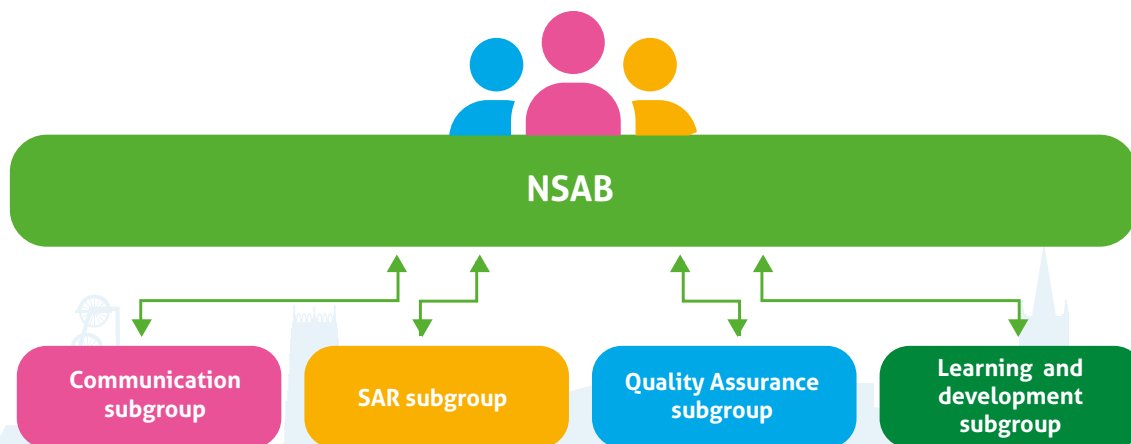 NSAB
Communication
subgroup
SAR subgroup
Quality Assurance
subgroup
Learning and
development
subgroup